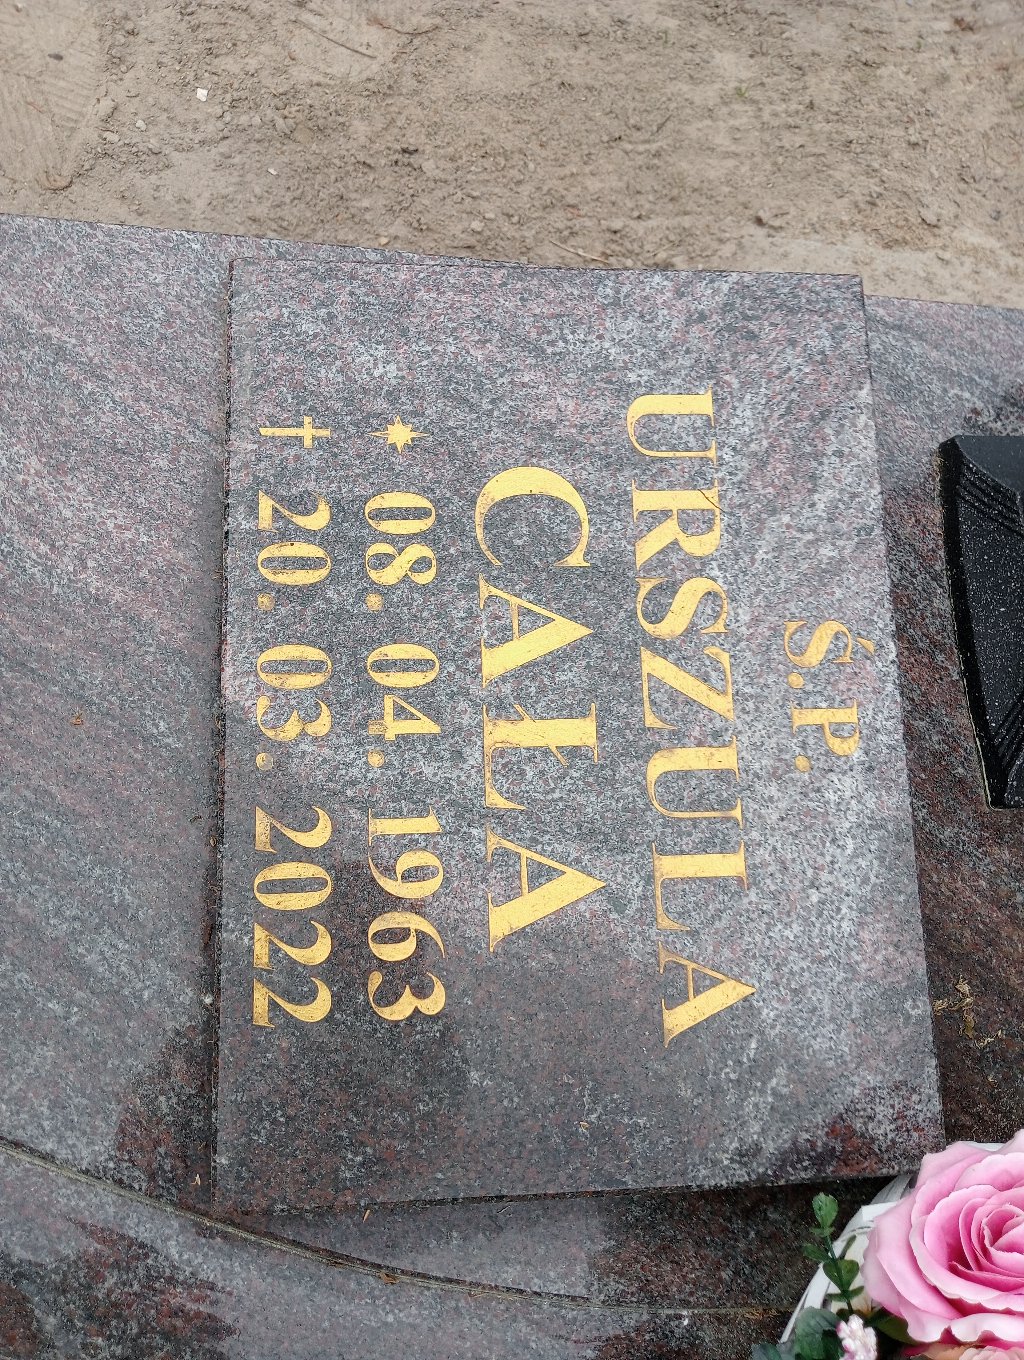 Ś.P.
URSZULA
CAŁA
08. 04. 1963
† 20. 03. 2022